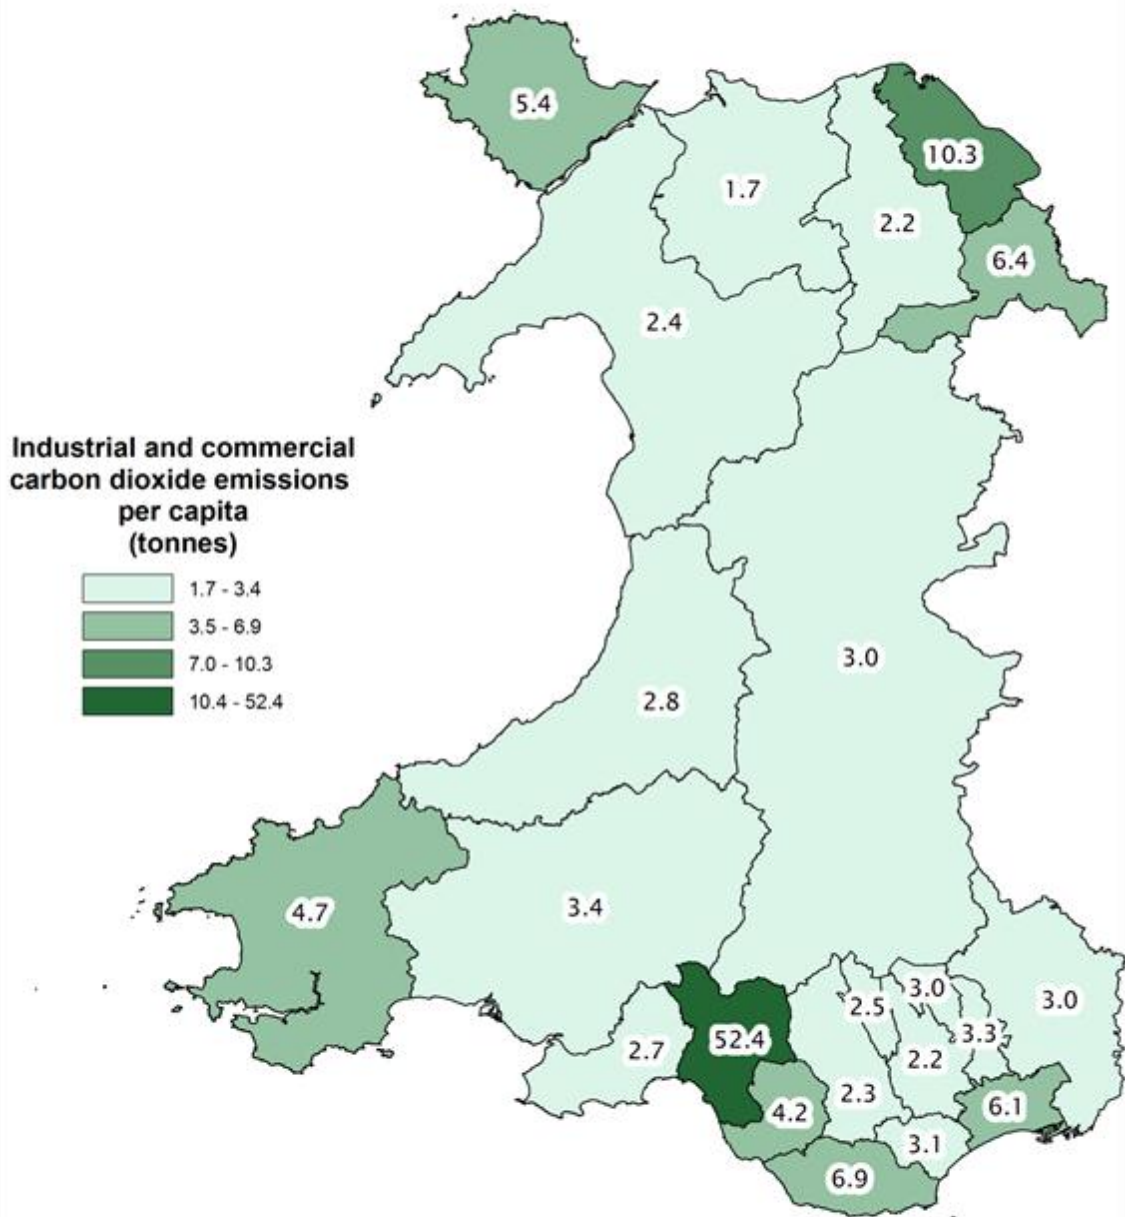 5.4
10.3
1.7
2.2
6.4
2.4
Industrial and commercial
carbon dioxide emissions
per capita
(tonnes)
1.7 - 3.4
3.5 - 6.9
7.0 - 10.3
10.4 - 52.4
3.0
2.8
4.7
3.4
3.0
2.5
3.0
3.3
52.4
2.7
2.2
2.3
6.1
4.2
3.1
6.9